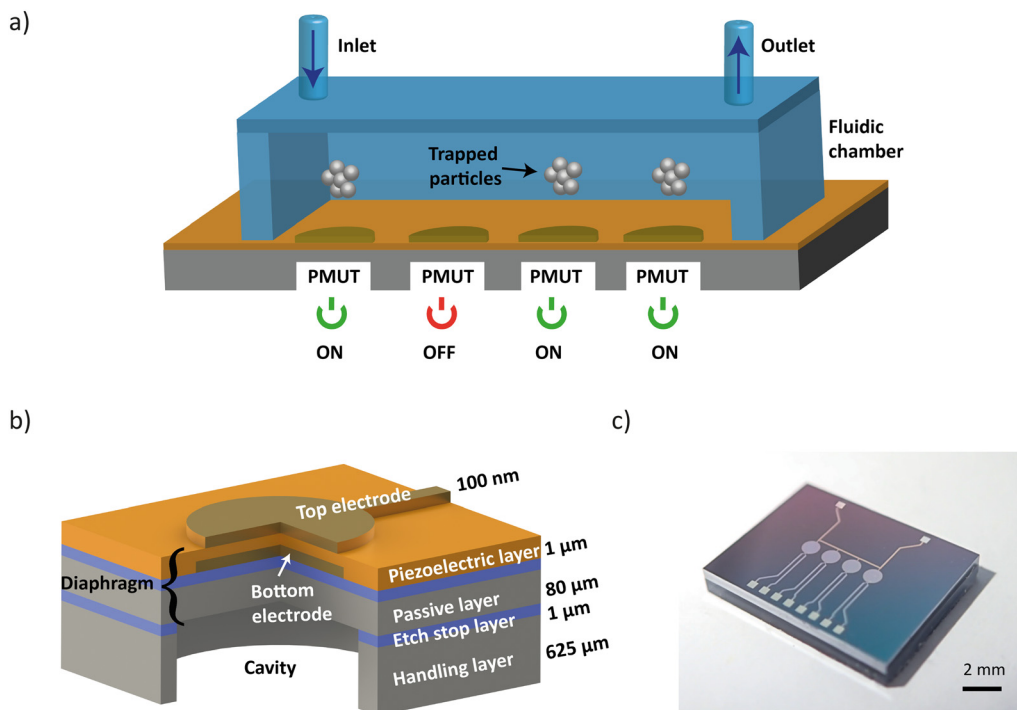 a)
Inlet
Outlet
Trapped
particles
Fluidic
chamber
PMUT
PMUT
PMUT
PMUT
ON
OFF
ON
ON
b)
c)
100 nm
Top electrode
Piezoelectric layer
1 µm
Diaphragm
Bottom
electrode
Passive layer
80 µm
Etch stop layer
1 µm
Cavity
Handling layer
625 µm
2 mm